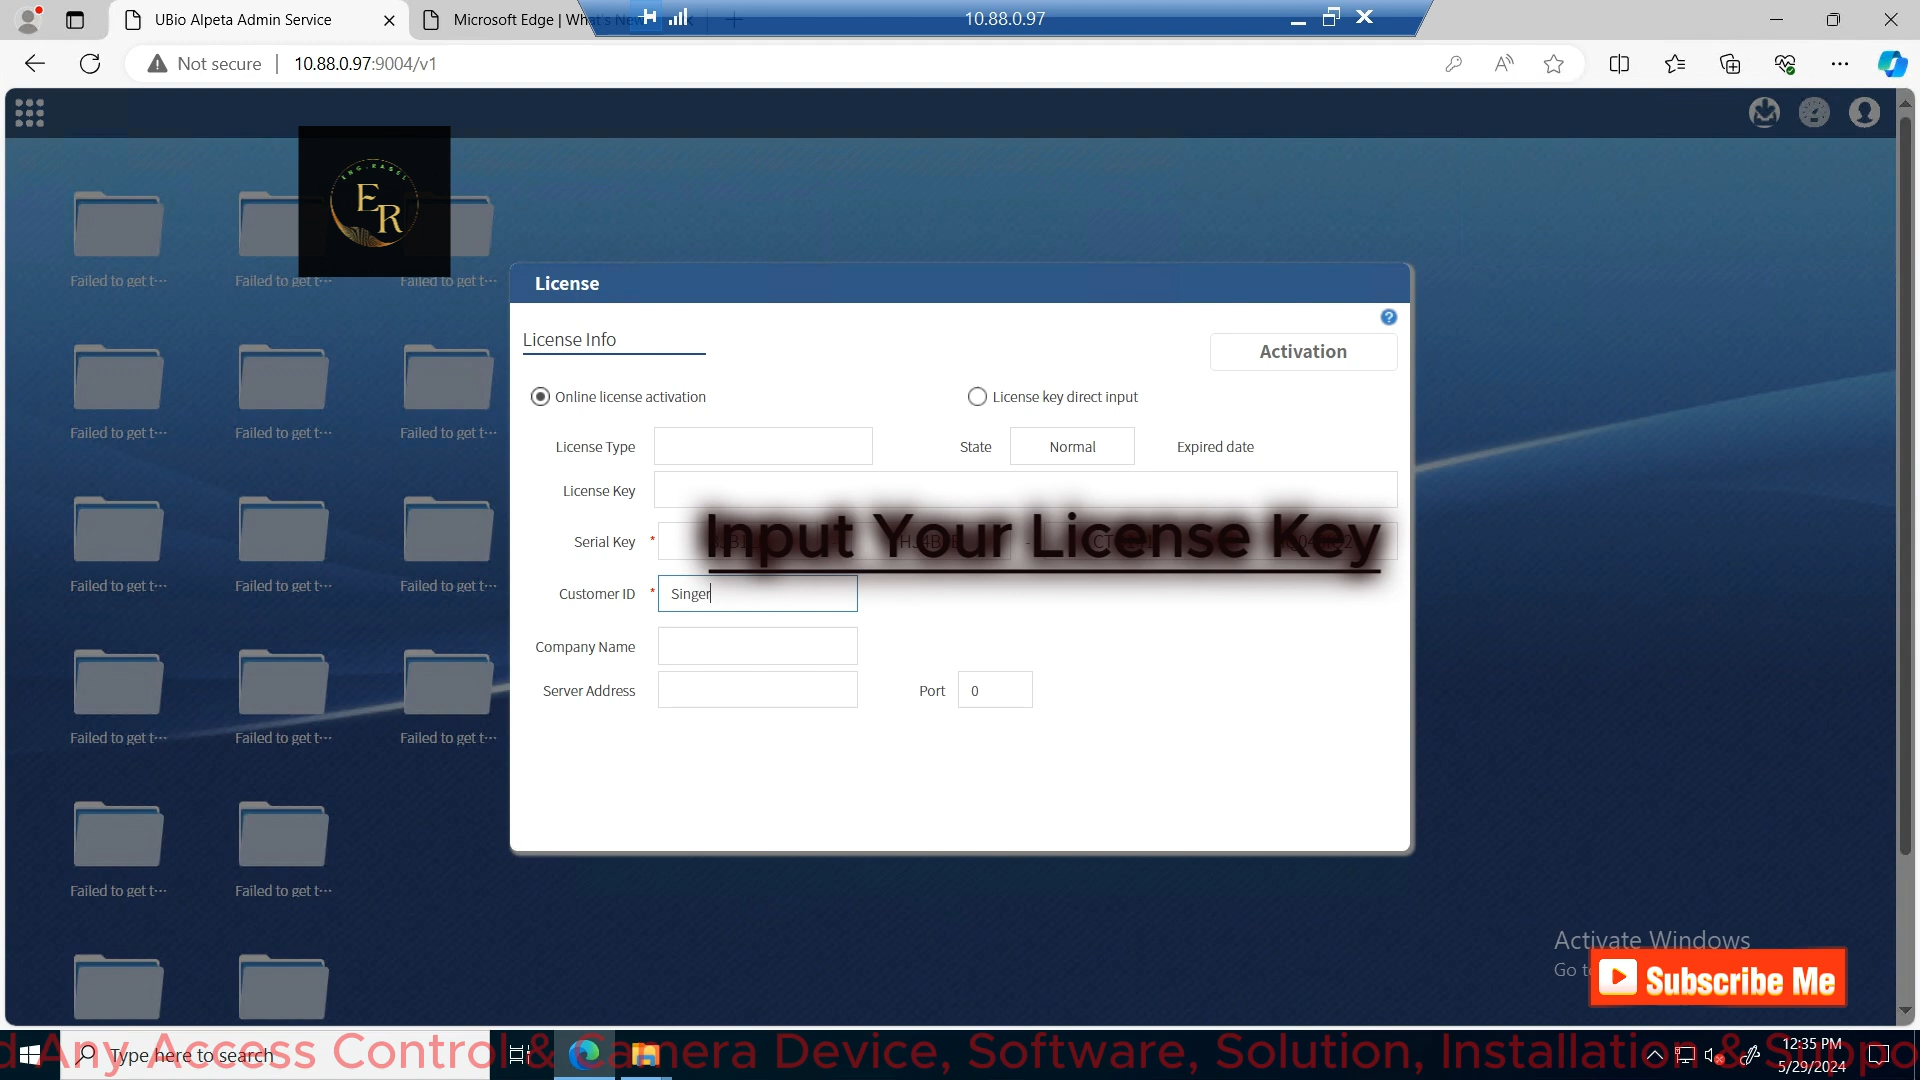 UBio Alpeta Admin Service
Microsoft Edge | What's New
10.88.0.97
Not secure
10.88.0.97:9004/v1
ENG.RASEL
ER
Failed to get t··· Failed to get t··· Failed to get t···
Failed to get t··· Failed to get t··· Failed to get t···
Failed to get t··· Failed to get t··· Failed to get t···
Failed to get t··· Failed to get t··· Failed to get t···
Failed to get t··· Failed to get t···
License
License Info
Activation
Online license activation
License key direct input
License Type
State
Normal
Expired date
License Key
Input Your License Key
Serial Key *
Customer ID * Singer
Company Name
Server Address
Port 0
Activate Windows
Go t
Subscribe Me
d Any Access Control & Camera Device, Software, Solution, Installation & Suppo
Type here to search
12:35 PM
5/29/2024